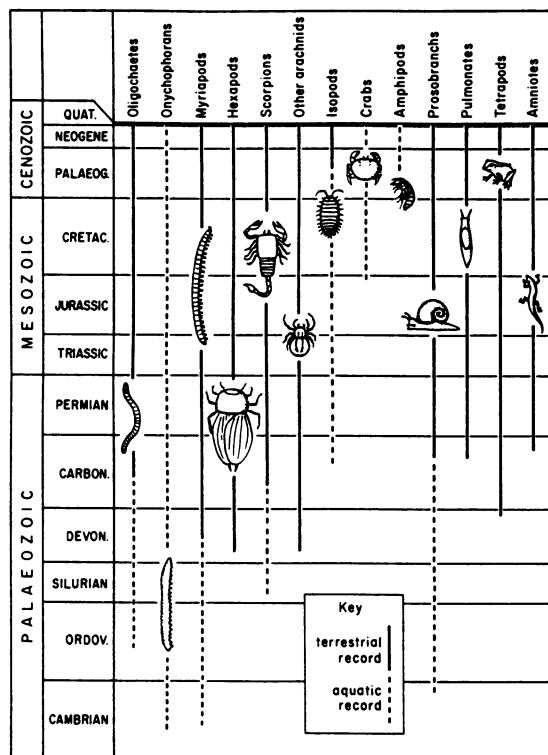 Oligochaetes
Onychophorans
Myriapods
Hexapods
Scorpions
Other arachnids
Isopods
Crabs
Amphipods
Prosobranchs
Pulmonates
Tetrapods
Amniotes
CENOZOIC
QUAT.
NEOGENE
PALAEOG.
MESOZOIC
CRETAC.
JURASSIC
TRIASSIC
PALAEOZOIC
PERMIAN
CARBON.
DEVON.
SILURIAN
ORDOV.
CAMBRIAN
Key
terrestrial
record
aquatic
record